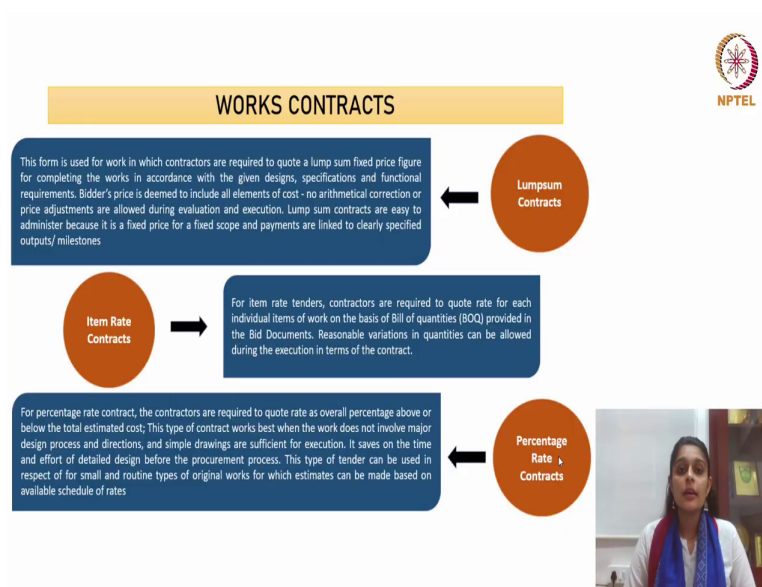 NPTEL
WORKS CONTRACTS
This form is used for work in which contractors are required to quote a lump sum fixed price figure
for completing the works in accordance with the given designs, specifications and functional
requirements. Bidder's price is deemed to include all elements of cost - no arithmetical correction or
price adjustments are allowed during evaluation and execution. Lump sum contracts are easy to
administer because it is a fixed price for a fixed scope and payments are linked to clearly specified
outputs/ milestones
Lumpsum
Contracts
Item Rate
Contracts
For item rate tenders, contractors are required to quote rate for each
individual items of work on the basis of Bill of quantities (BOQ) provided in
the Bid Documents. Reasonable variations in quantities can be allowed
during the execution in terms of the contract.
For percentage rate contract, the contractors are required to quote rate as overall percentage above or
below the total estimated cost; This type of contract works best when the work does not involve major
design process and directions, and simple drawings are sufficient for execution. It saves on the time
and effort of detailed design before the procurement process. This type of tender can be used in
respect of for small and routine types of original works for which estimates can be made based on
available schedule of rates
Percentage
Rate
Contracts